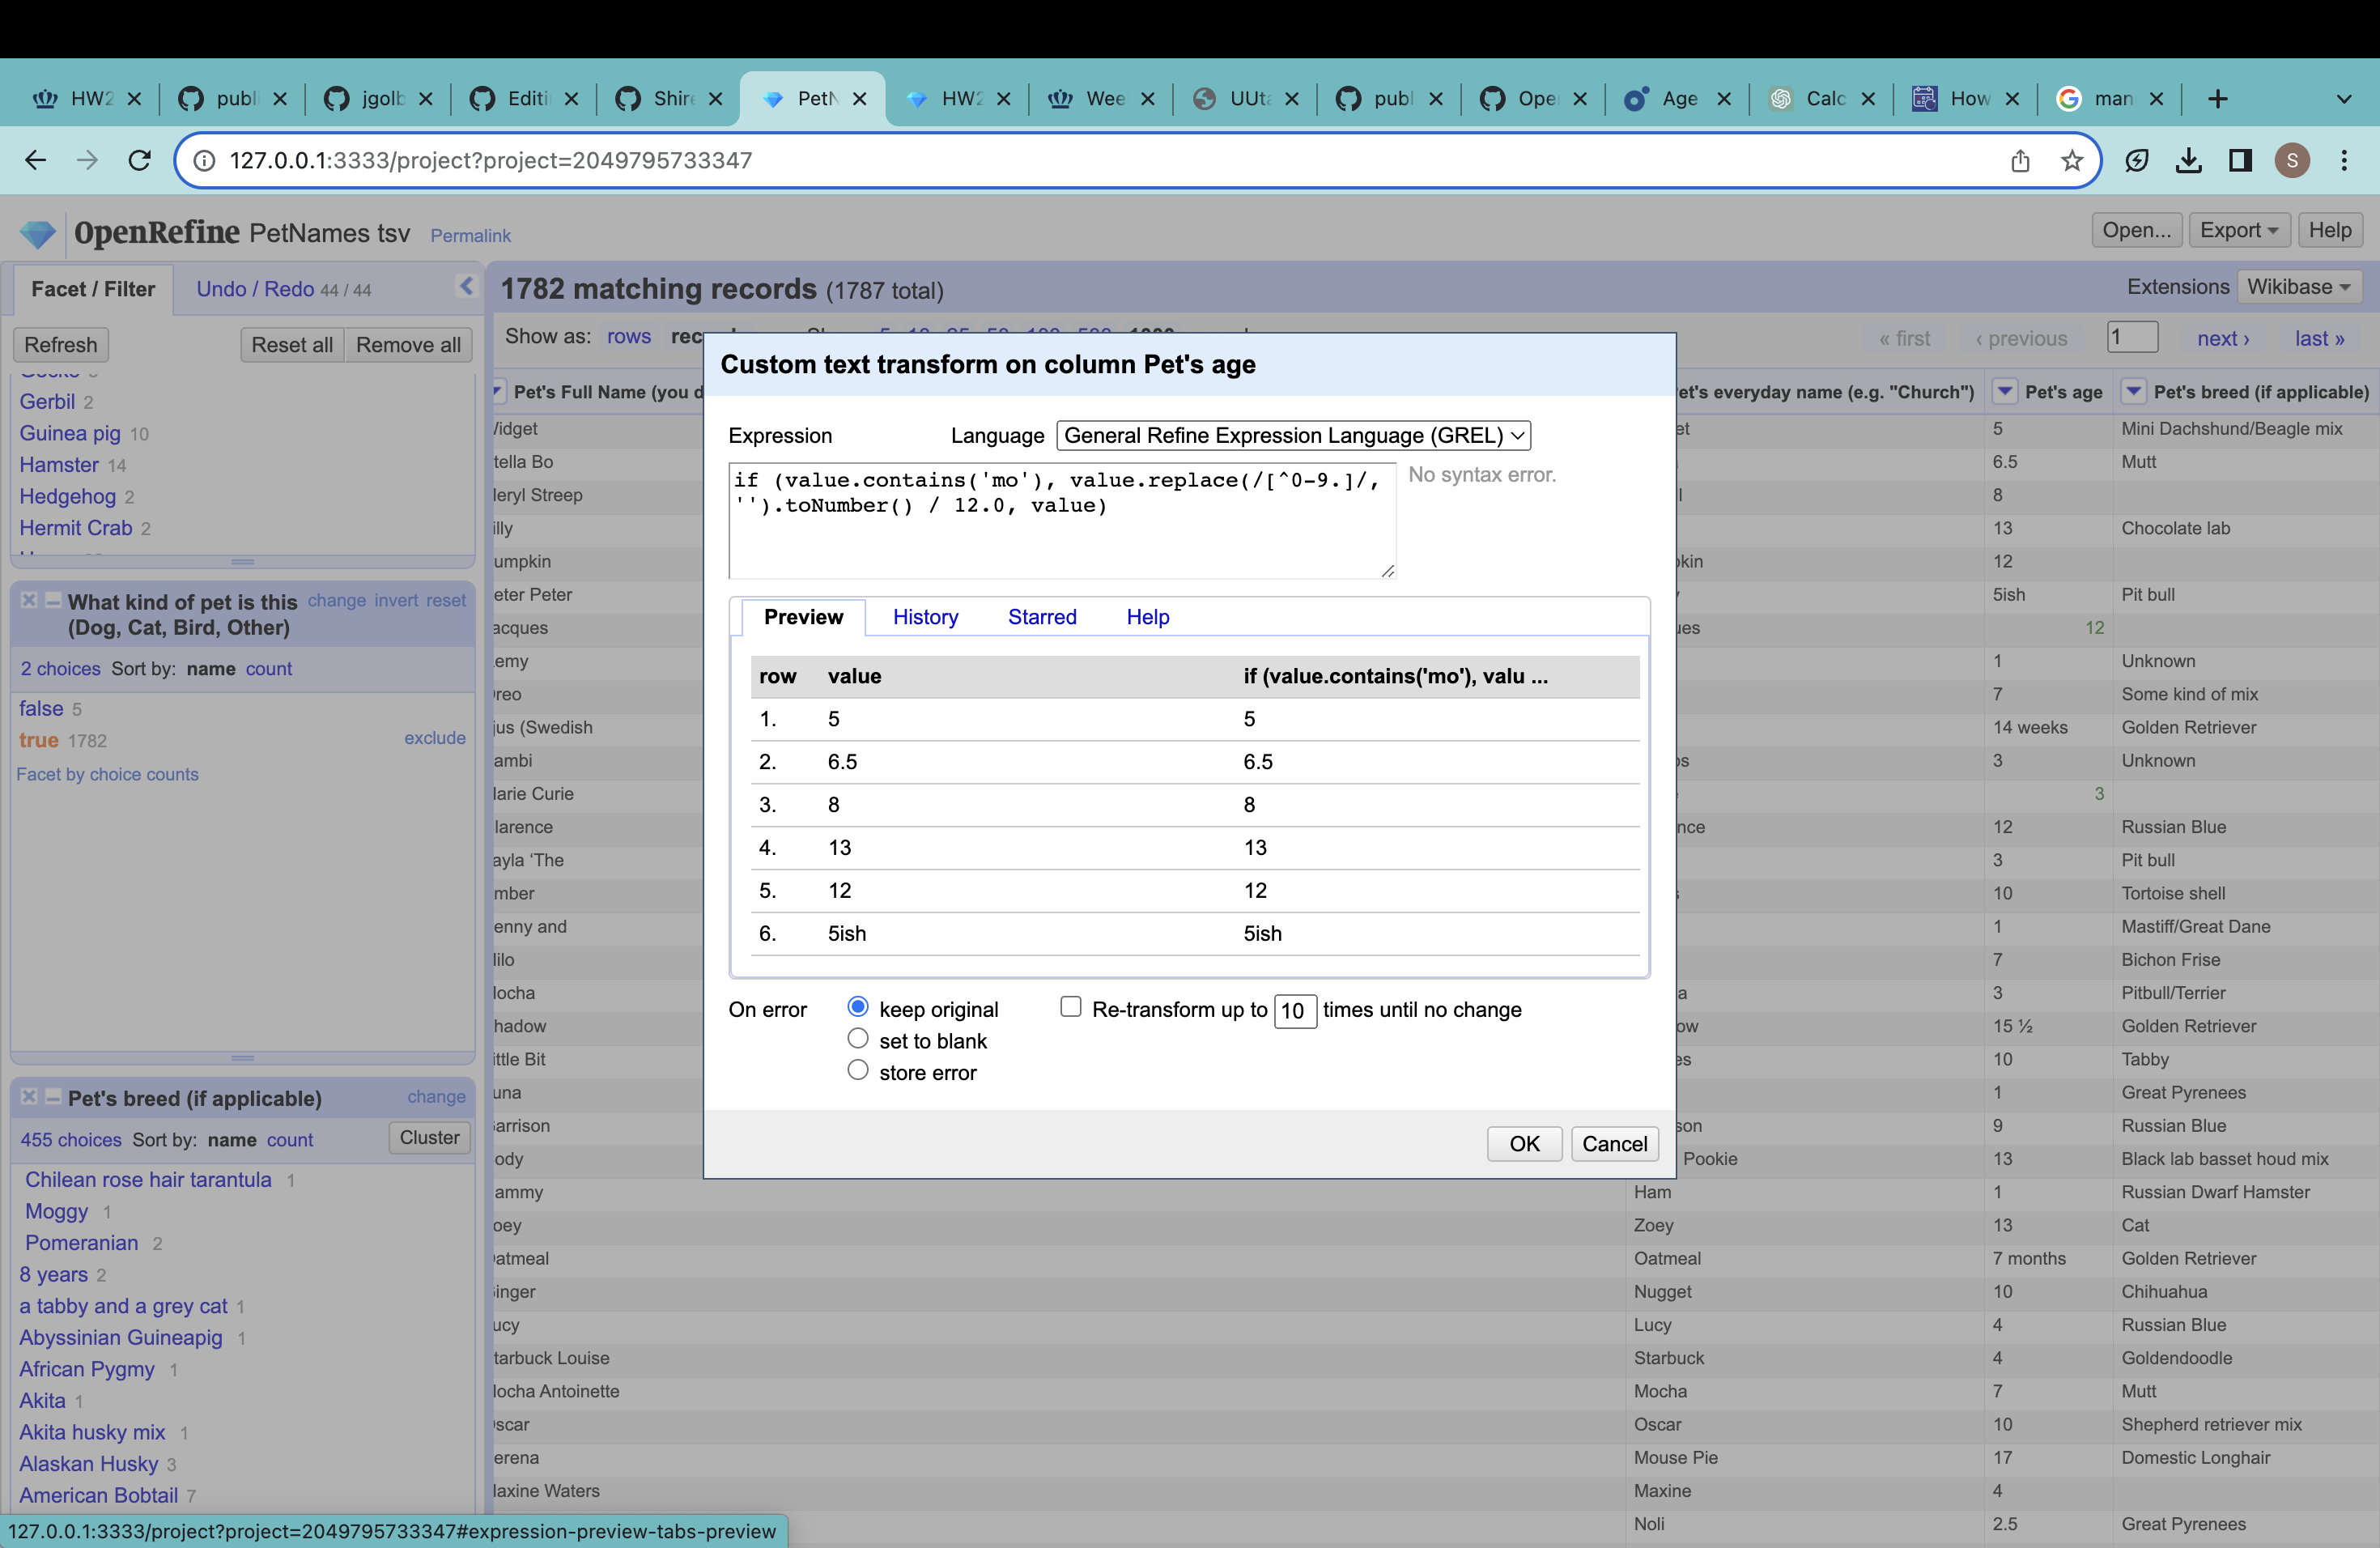 HW2 publ jgolb Editi Shire PetN HW2 Wee UUta publ Ope Age Calc How man
127.0.0.1:3333/project?project=2049795733347
S
OpenRefine PetNames tsv Permalink
Open... Export Help
Facet / Filter Undo / Redo 44 / 44
1782 matching records (1787 total)
Extensions Wikibase
Refresh Reset all Remove all
Show as: rows
« first ‹ previous 1 next › last »
Gerbil 2
Guinea pig 10
Hamster 14
Hedgehog 2
Hermit Crab 2
What kind of pet is this (Dog, Cat, Bird, Other)
change invert reset
2 choices Sort by: name count
false 5
true 1782
exclude
Facet by choice counts
Pet's breed (if applicable)
change
455 choices Sort by: name count
Cluster
Chilean rose hair tarantula 1
Moggy 1
Pomeranian 2
8 years 2
a tabby and a grey cat 1
Abyssinian Guineapig 1
African Pygmy 1
Akita 1
Akita husky mix 1
Alaskan Husky 3
American Bobtail 7
127.0.0.1:3333/project?project=2049795733347#expression-preview-tabs-preview
Pet's Full Name (you d
idget
tella Bo
eryl Streep
illy
umpkin
eter Peter
acques
emy
reo
jus (Swedish
ambi
arie Curie
larence
ayla ‘The
mber
enny and
ilo
ocha
hadow
ittle Bit
una
arrison
ody
ammy
oey
atmeal
inger
ucy
tarbuck Louise
ocha Antoinette
scar
erena
axine Waters
Custom text transform on column Pet's age
Expression Language General Refine Expression Language (GREL)
if (value.contains('mo'), value.replace(/[^0-9.]/,
'').toNumber() / 12.0, value)
No syntax error.
Preview History Starred Help
row value if (value.contains('mo'), valu ...
1. 5 5
2. 6.5 6.5
3. 8 8
4. 13 13
5. 12 12
6. 5ish 5ish
On error keep original Re-transform up to 10 times until no change
set to blank
store error
OK Cancel
et's everyday name (e.g. "Church") Pet's age Pet's breed (if applicable)
et 5 Mini Dachshund/Beagle mix
6.5 Mutt
8
13 Chocolate lab
kin 12
5ish Pit bull
ues 12
1 Unknown
7 Some kind of mix
14 weeks Golden Retriever
3 Unknown
3
nce 12 Russian Blue
3 Pit bull
10 Tortoise shell
1 Mastiff/Great Dane
7 Bichon Frise
a 3 Pitbull/Terrier
ow 15 ½ Golden Retriever
es 10 Tabby
1 Great Pyrenees
son 9 Russian Blue
Pookie 13 Black lab basset houd mix
Ham 1 Russian Dwarf Hamster
Zoey 13 Cat
Oatmeal 7 months Golden Retriever
Nugget 10 Chihuahua
Lucy 4 Russian Blue
Starbuck 4 Goldendoodle
Mocha 7 Mutt
Oscar 10 Shepherd retriever mix
Mouse Pie 17 Domestic Longhair
Maxine 4
Noli 2.5 Great Pyrenees